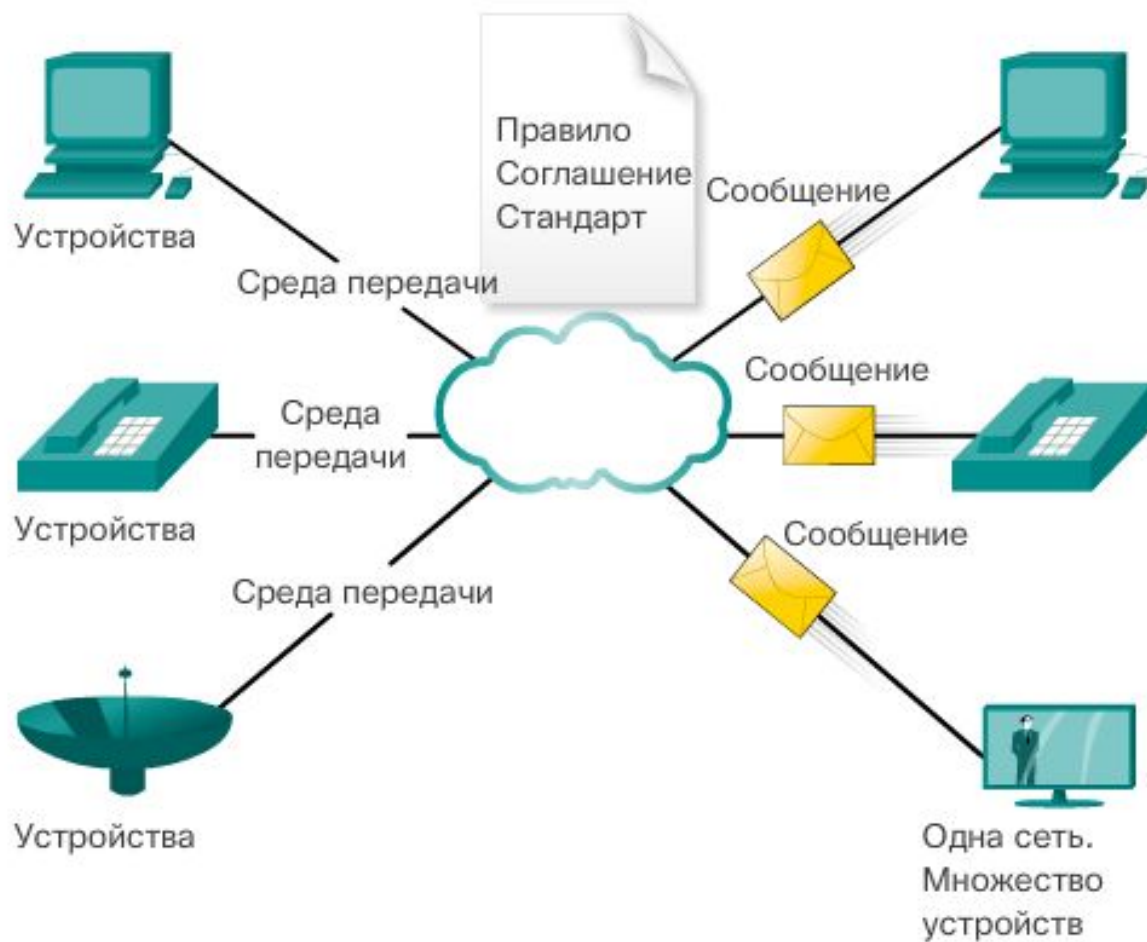 Правило
Соглашение
Стандарт
Сообщение
Устройства
Среда передачи
Сообщение
Среда
передачи
Устройства
Сообщение
Среда передачи
Устройства
Одна сеть.
Множество
устройств